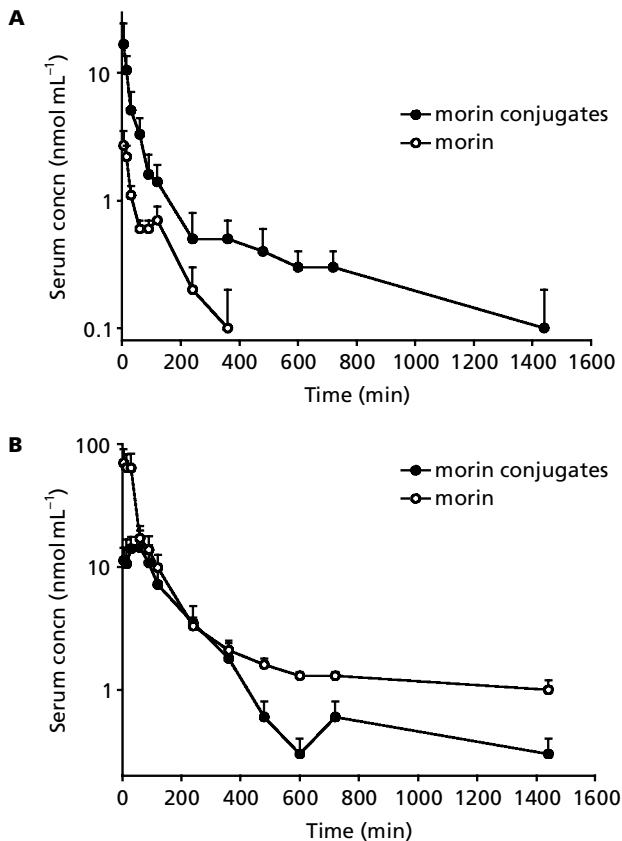 A
Serum concn (nmol mL⁻¹)
10
1
0.1
morin conjugates
morin
0 200 400 600 800 1000 1200 1400 1600
Time (min)
B
Serum concn (nmol mL⁻¹)
100
10
1
morin conjugates
morin
0 200 400 600 800 1000 1200 1400 1600
Time (min)